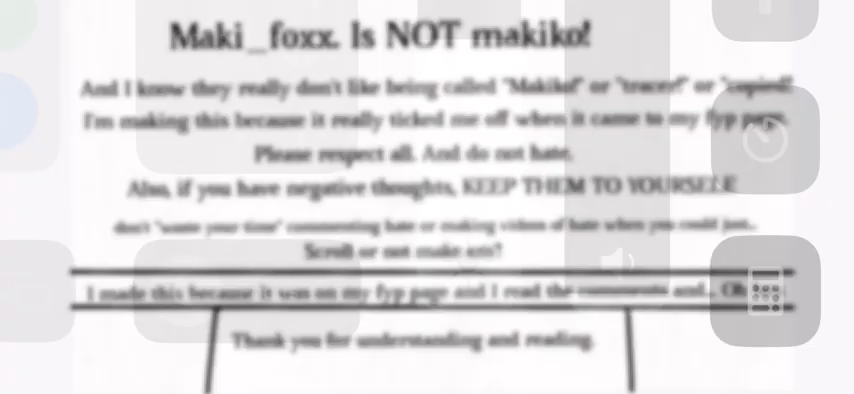 Maki_foxx. Is NOT makiko!
And I know they really don't like being called "Makiko!" or "tracer!" or "copied!
I'm making this because it really ticked me off when it came to my fyp page.
Please respect all. And do not hate.
Also, if you have negative thoughts, KEEP THEM TO YOURSELF
don't "waste your time" commenting hate or making videos of hate when you could just..
Scroll or not make em?
I made this because it was on my fyp page and I read the comments and.. Oh
Thank you for understanding and reading.